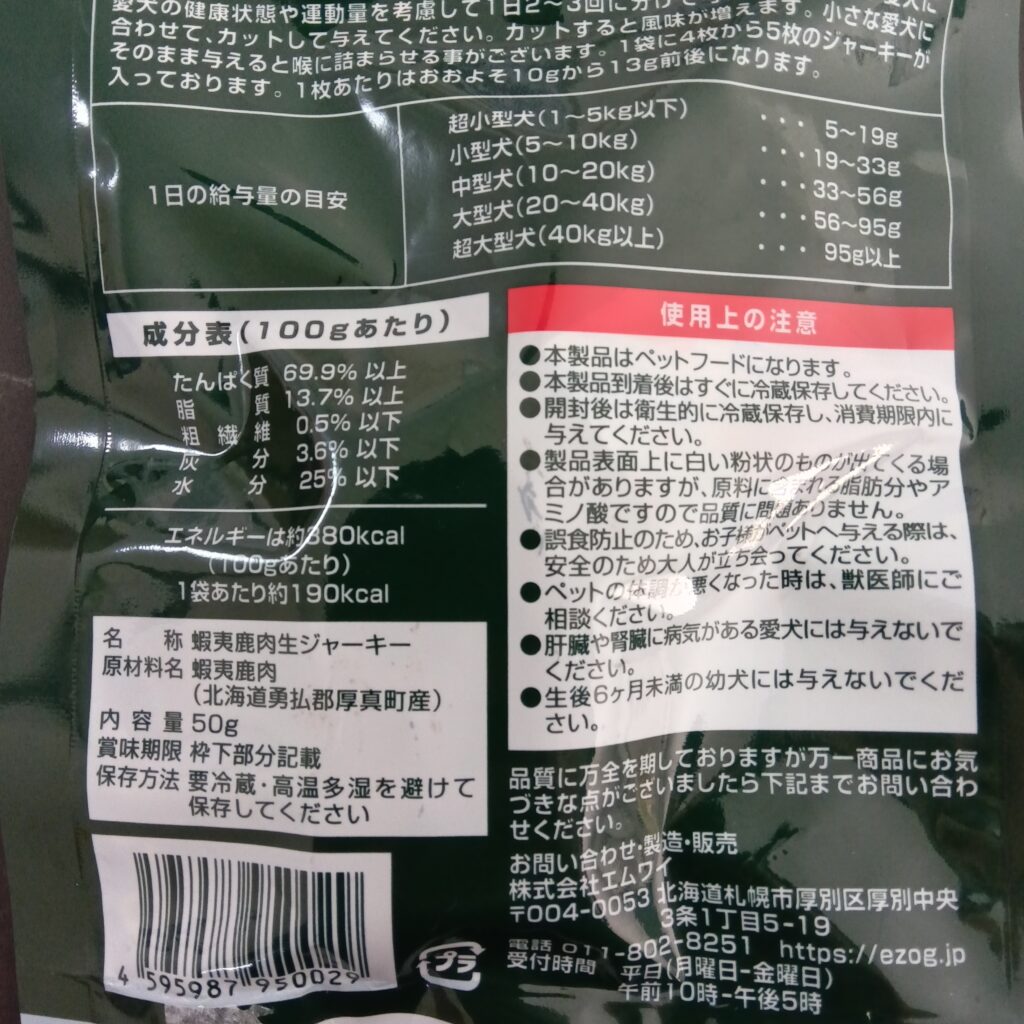 愛犬の健康状態や運動量を考慮して1日2〜3回に分けて
合わせて、カットして与えてください。カットすると風味が増えます。小さな愛犬に
そのまま与えると喉に詰まらせる事がございます。1袋に4枚から5枚のジャーキーが
入っております。1枚あたりはおおよそ10gから13g前後になります。
1日の給与量の目安
超小型犬(1〜5kg以下) ・・・ 5〜19g
小型犬(5〜10kg) ・・・19〜33g
中型犬(10〜20kg) ・・・33〜56g
大型犬(20〜40kg) ・・・ 56〜95g
超大型犬(40kg以上) ・・・ 95g以上
成分表(100gあたり)
たんぱく質 69.9% 以上
脂質 13.7% 以上
粗繊維 0.5% 以下
灰分 3.6% 以下
水分 25% 以下
エネルギーは約380kcal
(100gあたり)
1袋あたり約190kcal
名称 蝦夷鹿肉生ジャーキー
原材料名 蝦夷鹿肉
(北海道勇払郡厚真町産)
内容量 50g
賞味期限 枠下部分記載
保存方法 要冷蔵・高温多湿を避けて
保存してください
4 595987 950029
プラ
使用上の注意
●本製品はペットフードになります。
●本製品到着後はすぐに冷蔵保存してください。
●開封後は衛生的に冷蔵保存し、消費期限内に
与えてください。
●製品表面上に白い粉状のものが出てくる場
合がありますが、原料に含まれる脂肪分やア
ミノ酸ですので品質に問題ありません。
●誤食防止のため、お子様がペットへ与える際は、
安全のため大人が立ち会ってください。
●ペットの体調が悪くなった時は、獣医師にご
相談ください。
●肝臓や腎臓に病気がある愛犬には与えないで
ください。
●生後6ヶ月未満の幼犬には与えないでくだ
さい。
品質に万全を期しておりますが万一商品にお気
づきな点がございましたら下記までお問い合わ
せください。
お問い合わせ・製造・販売
株式会社エムワイ
〒004-0053 北海道札幌市厚別区厚別中央
3条1丁目5-19
電話 011-802-8251 https://ezog.jp
受付時間 平日(月曜日-金曜日)
午前10時-午後5時